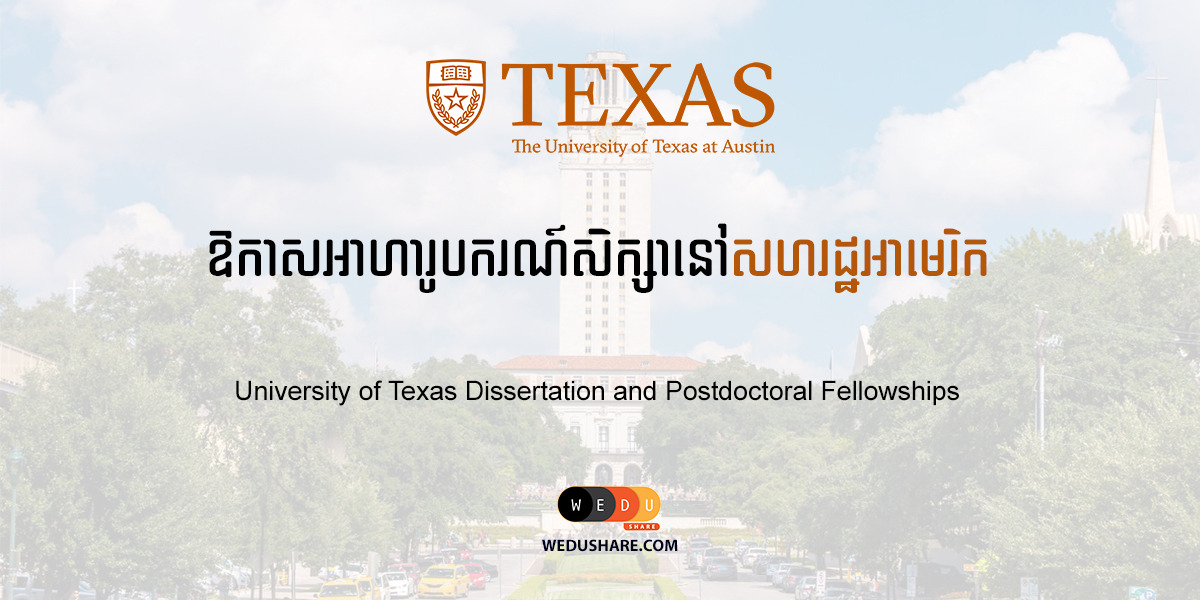 TEXAS
The University of Texas at Austin
ឱកាសអាហារូបករណ៍សិក្សានៅសហរដ្ឋអាមេរិក
University of Texas Dissertation and Postdoctoral Fellowships
WEDU
SHARE
WEDUSHARE.COM